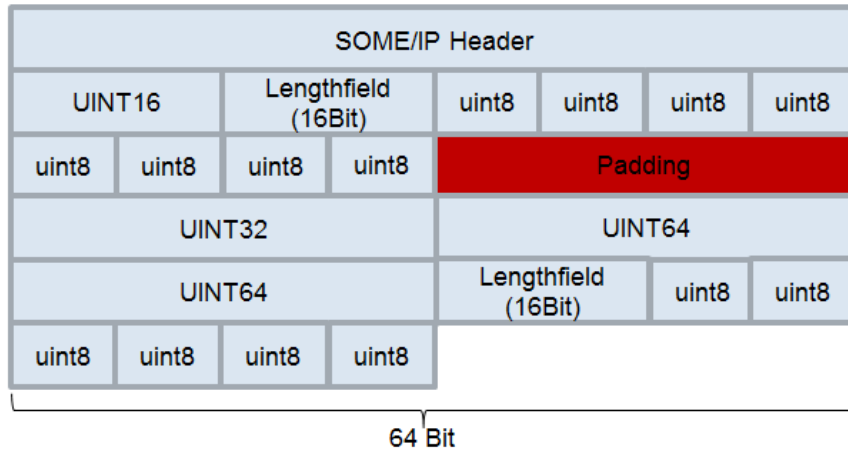 SOME/IP Header
UINT16 Lengthfield (16Bit) uint8 uint8 uint8 uint8
uint8 uint8 uint8 uint8 Padding
UINT32 UINT64
UINT64 Lengthfield (16Bit) uint8 uint8
uint8 uint8 uint8 uint8
64 Bit